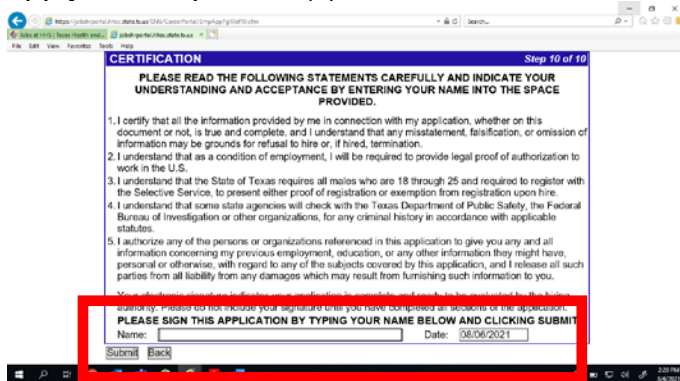 Search...
Jobs at HHS | Texas Health and...
File Edit View Favorites Tools Help
CERTIFICATION Step 10 of 10
PLEASE READ THE FOLLOWING STATEMENTS CAREFULLY AND INDICATE YOUR
UNDERSTANDING AND ACCEPTANCE BY ENTERING YOUR NAME INTO THE SPACE
PROVIDED.
1. I certify that all the information provided by me in connection with my application, whether on this
document or not, is true and complete, and I understand that any misstatement, falsification, or omission of
information may be grounds for refusal to hire or, if hired, termination.
2. I understand that as a condition of employment, I will be required to provide legal proof of authorization to
work in the U.S.
3. I understand that the State of Texas requires all males who are 18 through 25 and required to register with
the Selective Service, to present either proof of registration or exemption from registration upon hire.
4. I understand that some state agencies will check with the Texas Department of Public Safety, the Federal
Bureau of Investigation or other organizations, for any criminal history in accordance with applicable
statutes.
5. I authorize any of the persons or organizations referenced in this application to give you any and all
information concerning my previous employment, education, or any other information they might have,
personal or otherwise, with regard to any of the subjects covered by this application, and I release all such
parties from all liability from any damages which may result from furnishing such information to you.
Your electronic signature indicates your application is complete and ready to be evaluated by the hiring
authority. Please do not include your signature until you have completed all sections of the application.
PLEASE SIGN THIS APPLICATION BY TYPING YOUR NAME BELOW AND CLICKING SUBMIT
Name: Date: 08/06/2021
Submit Back
2:20 PM